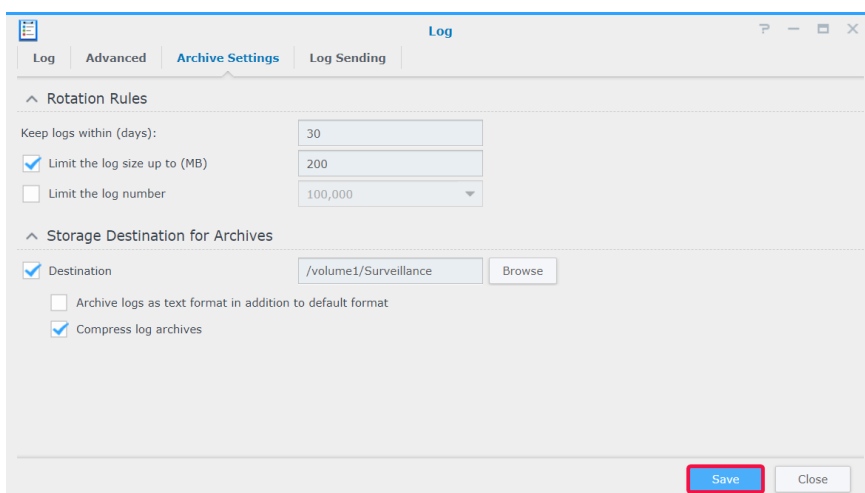 Log
Log Advanced Archive Settings Log Sending
Rotation Rules
Keep logs within (days): 30
Limit the log size up to (MB) 200
Limit the log number 100,000
Storage Destination for Archives
Destination /volume1/Surveillance Browse
Archive logs as text format in addition to default format
Compress log archives
Save Close